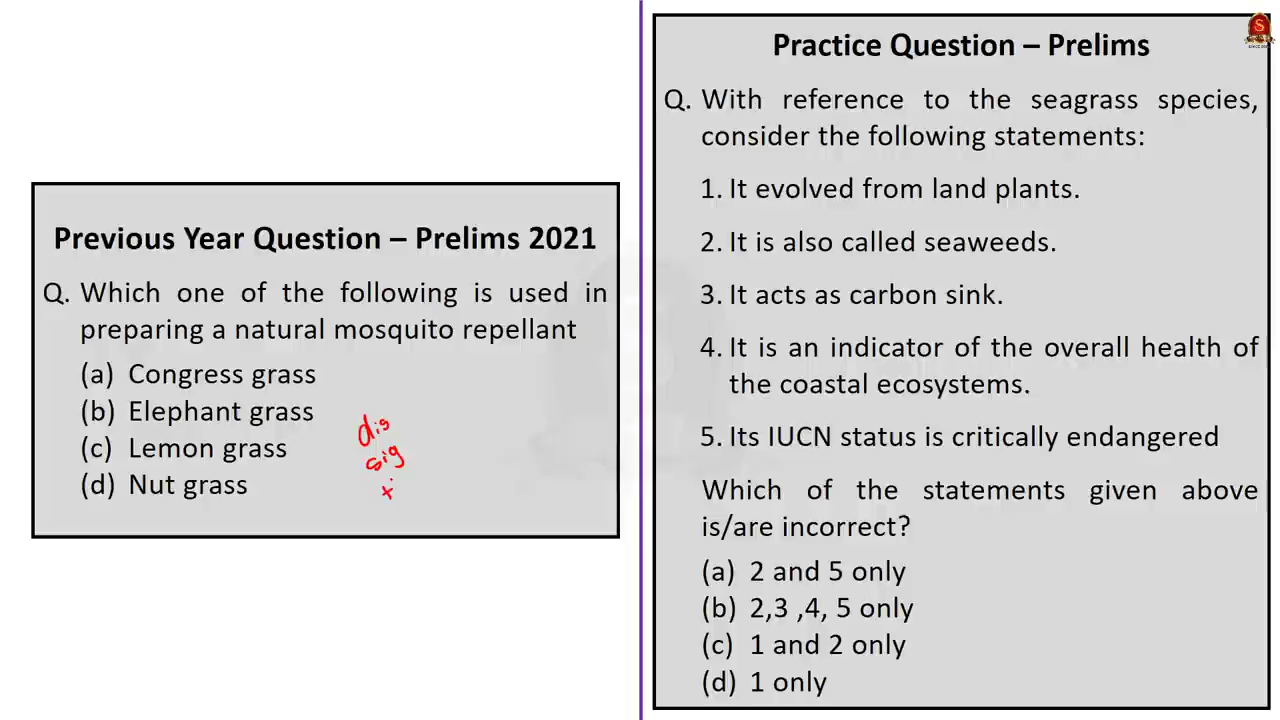 Previous Year Question – Prelims 2021
Q. Which one of the following is used in
preparing a natural mosquito repellant
(a) Congress grass
(b) Elephant grass
(c) Lemon grass
(d) Nut grass
dis
sig
Practice Question – Prelims
Q. With reference to the seagrass species,
consider the following statements:
1. It evolved from land plants.
2. It is also called seaweeds.
3. It acts as carbon sink.
4. It is an indicator of the overall health of
the coastal ecosystems.
5. Its IUCN status is critically endangered
Which of the statements given above
is/are incorrect?
(a) 2 and 5 only
(b) 2,3 ,4, 5 only
(c) 1 and 2 only
(d) 1 only